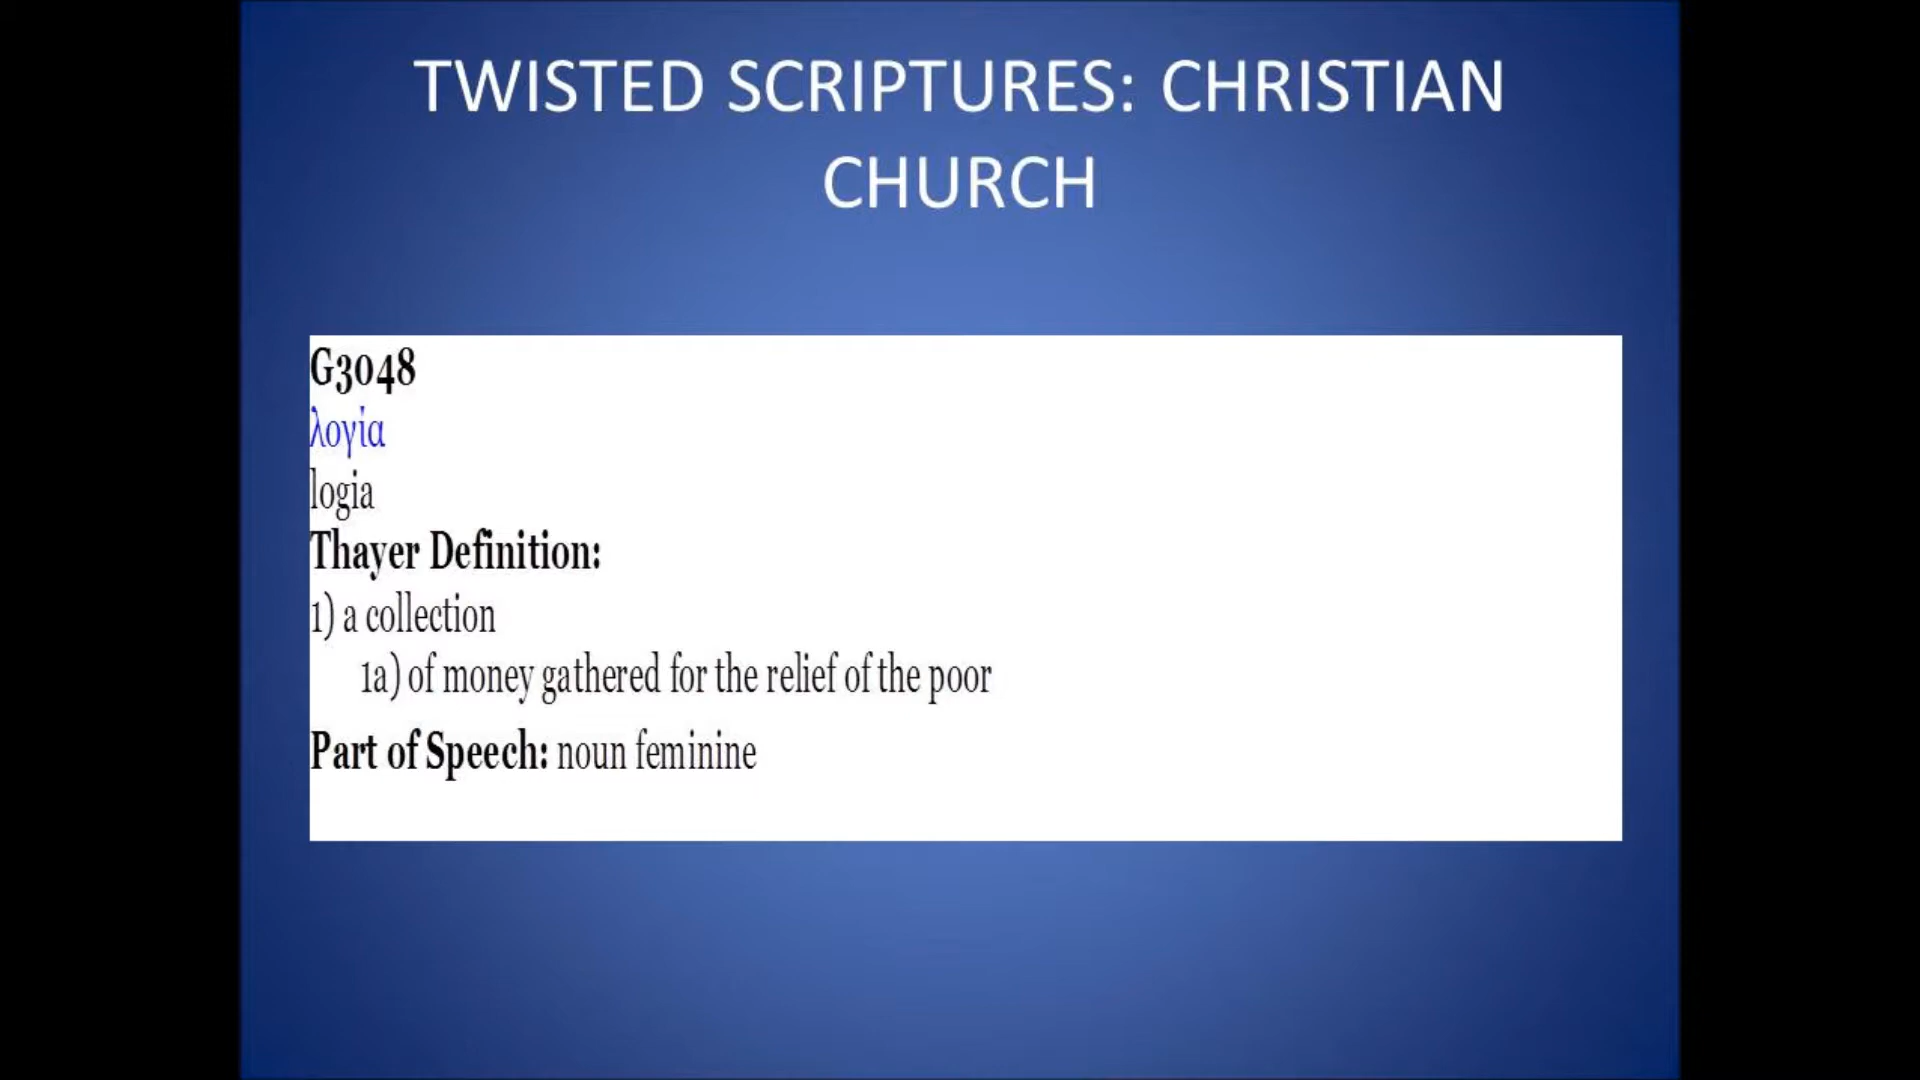 TWISTED SCRIPTURES: CHRISTIAN
CHURCH
G3048
λογία
logia
Thayer Definition:
1) a collection
1a) of money gathered for the relief of the poor
Part of Speech: noun feminine